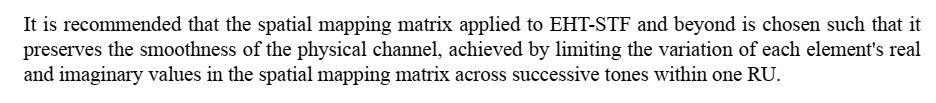 It is recommended that the spatial mapping matrix applied to EHT-STF and beyond is chosen such that it
preserves the smoothness of the physical channel, achieved by limiting the variation of each element's real
and imaginary values in the spatial mapping matrix across successive tones within one RU.